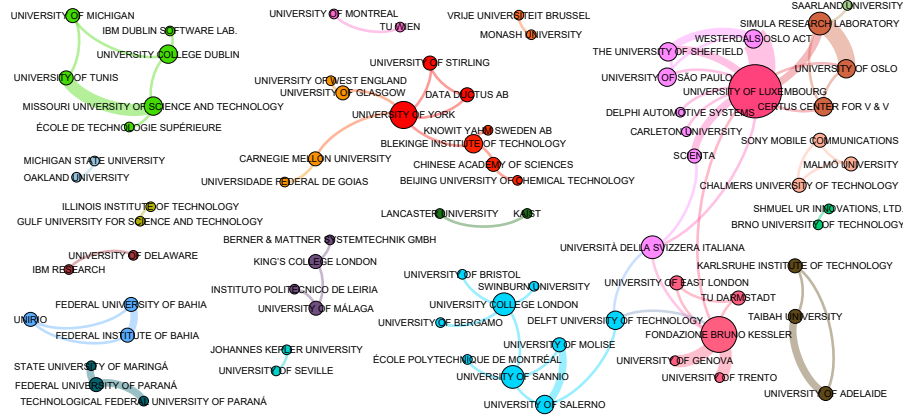 UNIVERSITY OF MICHIGAN
IBM DUBLIN SOFTWARE LAB.
UNIVERSITY COLLEGE DUBLIN
UNIVERSITY OF TUNIS
MISSOURI UNIVERSITY OF SCIENCE AND TECHNOLOGY
ÉCOLE DE TECHNOLOGIE SUPÉRIEURE
MICHIGAN STATE UNIVERSITY
OAKLAND UNIVERSITY
ILLINOIS INSTITUTE OF TECHNOLOGY
GULF UNIVERSITY FOR SCIENCE AND TECHNOLOGY
UNIVERSITY OF DELAWARE
IBM RESEARCH
FEDERAL UNIVERSITY OF BAHIA
UNIRIO
FEDERAL INSTITUTE OF BAHIA
STATE UNIVERSITY OF MARINGÁ
FEDERAL UNIVERSITY OF PARANÁ
TECHNOLOGICAL FEDERAL UNIVERSITY OF PARANÁ
UNIVERSITY OF MONTREAL
TU WIEN
VRIJE UNIVERSITEIT BRUSSEL
MONASH UNIVERSITY
UNIVERSITY OF STIRLING
UNIVERSITY OF WEST ENGLAND
UNIVERSITY OF GLASGOW
DATA DUCTUS AB
UNIVERSITY OF YORK
KNOWIT YAHM SWEDEN AB
BLEKINGE INSTITUTE OF TECHNOLOGY
CARNEGIE MELLON UNIVERSITY
CHINESE ACADEMY OF SCIENCES
UNIVERSIDADE FEDERAL DE GOIAS
BEIJING UNIVERSITY OF CHEMICAL TECHNOLOGY
LANCASTER UNIVERSITY
KAIST
BERNER & MATTNER SYSTEMTECHNIK GMBH
KING'S COLLEGE LONDON
INSTITUTO POLITECNICO DE LEIRIA
UNIVERSITY OF MÁLAGA
JOHANNES KEPLER UNIVERSITY
UNIVERSITY OF SEVILLE
UNIVERSITY OF BRISTOL
SWINBURN UNIVERSITY
UNIVERSITY COLLEGE LONDON
UNIVERSITY OF BERGAMO
DELFT UNIVERSITY OF TECHNOLOGY
UNIVERSITY OF MOLISE
ÉCOLE POLYTECHNIQUE DE MONTRÉAL
UNIVERSITY OF SANNIO
UNIVERSITY OF SALERNO
SAARLAND UNIVERSITY
SIMULA RESEARCH LABORATORY
WESTERDALS OSLO ACT
THE UNIVERSITY OF SHEFFIELD
UNIVERSITY OF OSLO
UNIVERSITY OF SÃO PAULO
UNIVERSITY OF LUXEMBOURG
CERTUS CENTER FOR V & V
DELPHI AUTOMOTIVE SYSTEMS
CARLETON UNIVERSITY
SONY MOBILE COMMUNICATIONS
SCIENTA
MALMÖ UNIVERSITY
CHALMERS UNIVERSITY OF TECHNOLOGY
SHMUEL UR INNOVATIONS, LTD.
BRNO UNIVERSITY OF TECHNOLOGY
UNIVERSITÀ DELLA SVIZZERA ITALIANA
KARLSRUHE INSTITUTE OF TECHNOLOGY
UNIVERSITY OF EAST LONDON
TU DARMSTADT
TAIBAH UNIVERSITY
FONDAZIONE BRUNO KESSLER
UNIVERSITY OF GENOVA
UNIVERSITY OF TRENTO
UNIVERSITY OF ADELAIDE